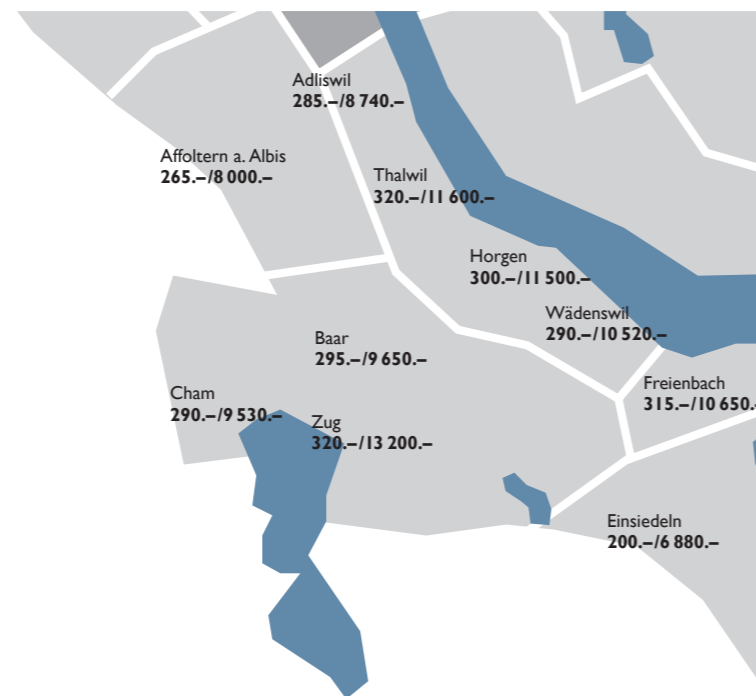 Adliswil
285.–/8 740.–
Affoltern a. Albis
265.–/8 000.–
Thalwil
320.–/11 600.–
Horgen
300.–/11 500.–
Wädenswil
290.–/10 520.–
Baar
295.–/9 650.–
Freienbach
315.–/10 650.–
Cham
290.–/9 530.–
Zug
320.–/13 200.–
Einsiedeln
200.–/6 880.–